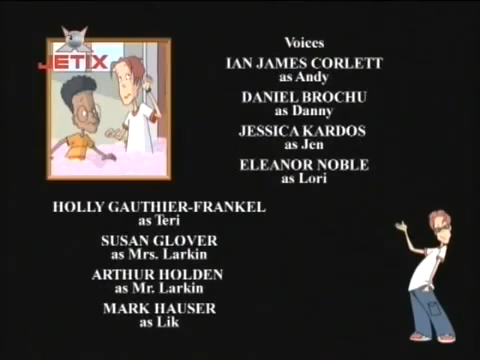 JETIX
Voices
IAN JAMES CORLETT
as Andy
DANIEL BROCHU
as Danny
JESSICA KARDOS
as Jen
ELEANOR NOBLE
as Lori
HOLLY GAUTHIER-FRANKEL
as Teri
SUSAN GLOVER
as Mrs. Larkin
ARTHUR HOLDEN
as Mr. Larkin
MARK HAUSER
as Lik